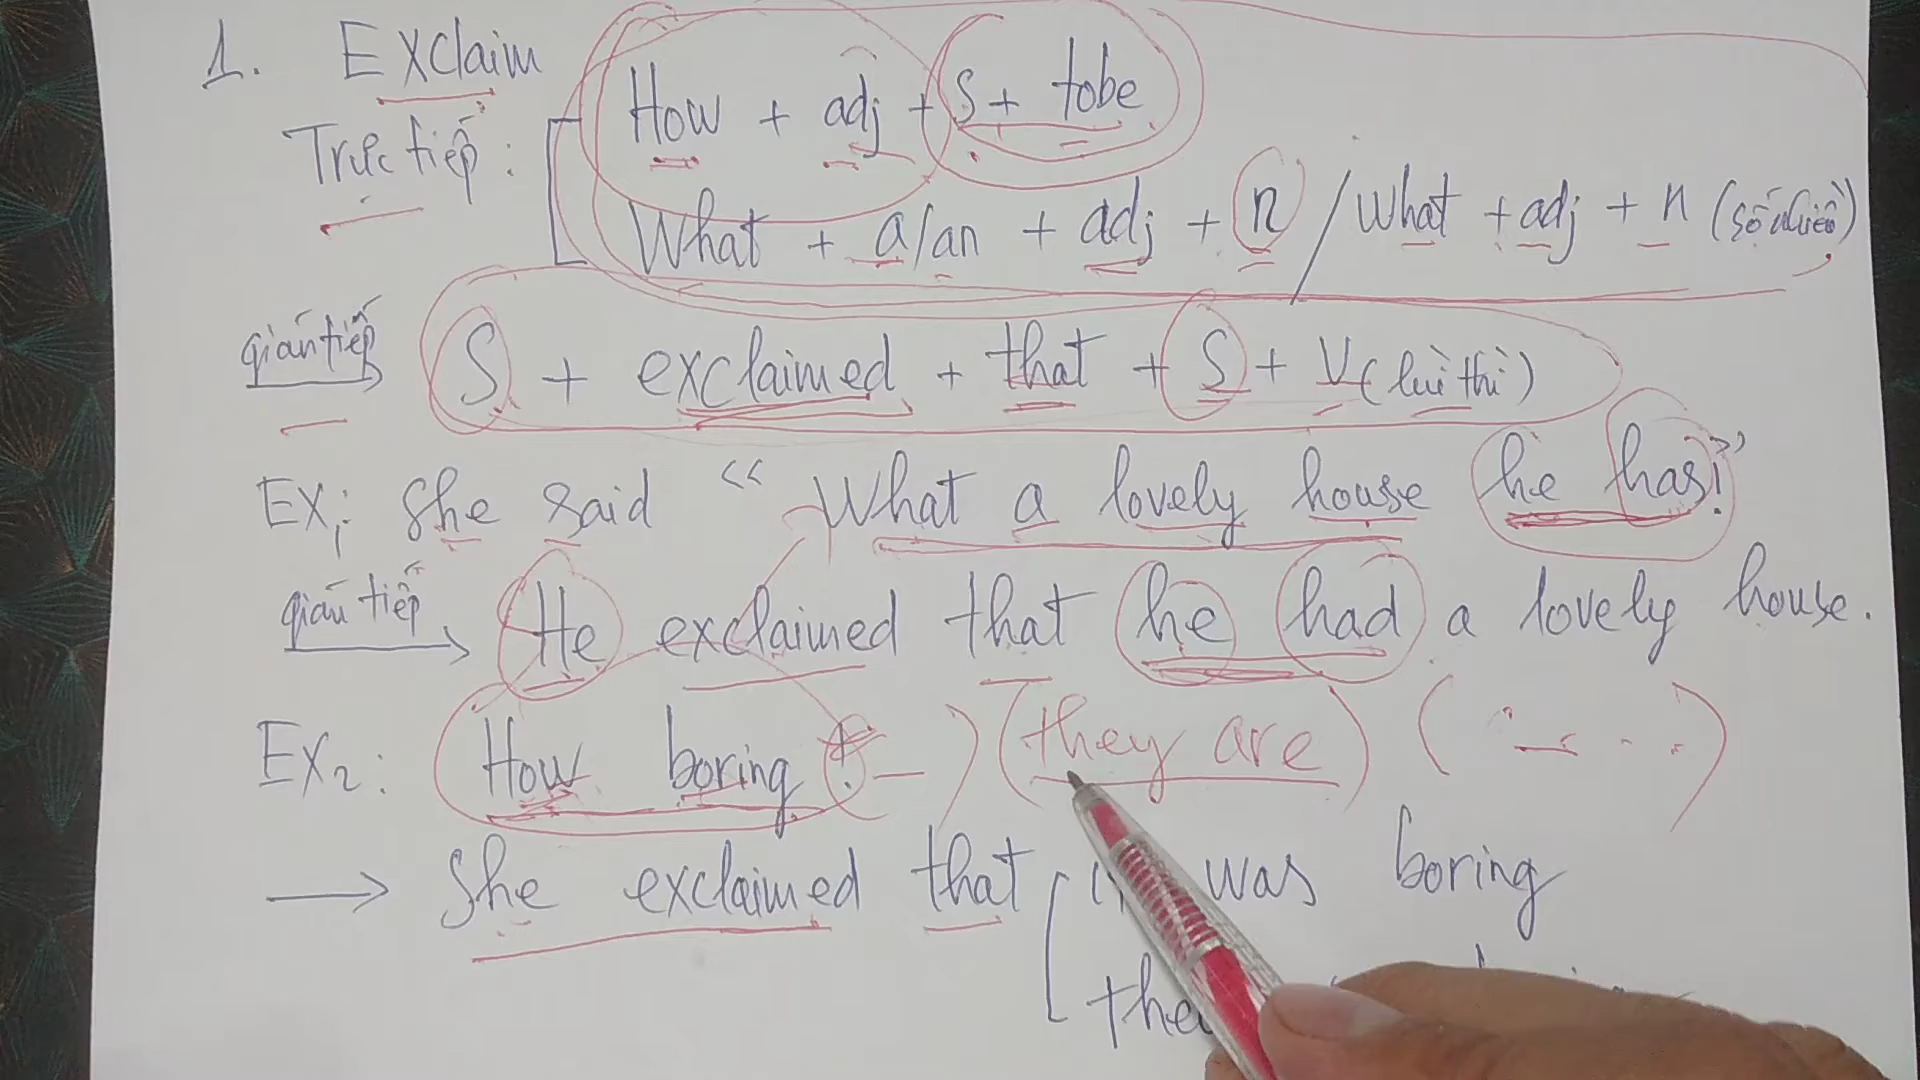 1. Exclaim
Trực tiếp: How + adj + S + tobe
What + a/an + adj + n / What + adj + n (số nhiều)
gián tiếp S + exclaimed + that + S + V (lùi thì)
EX1: She said "What a lovely house he has!"
gián tiếp → He exclaimed that he had a lovely house.
EX2: How boring! (they are)
→ She exclaimed that was boring